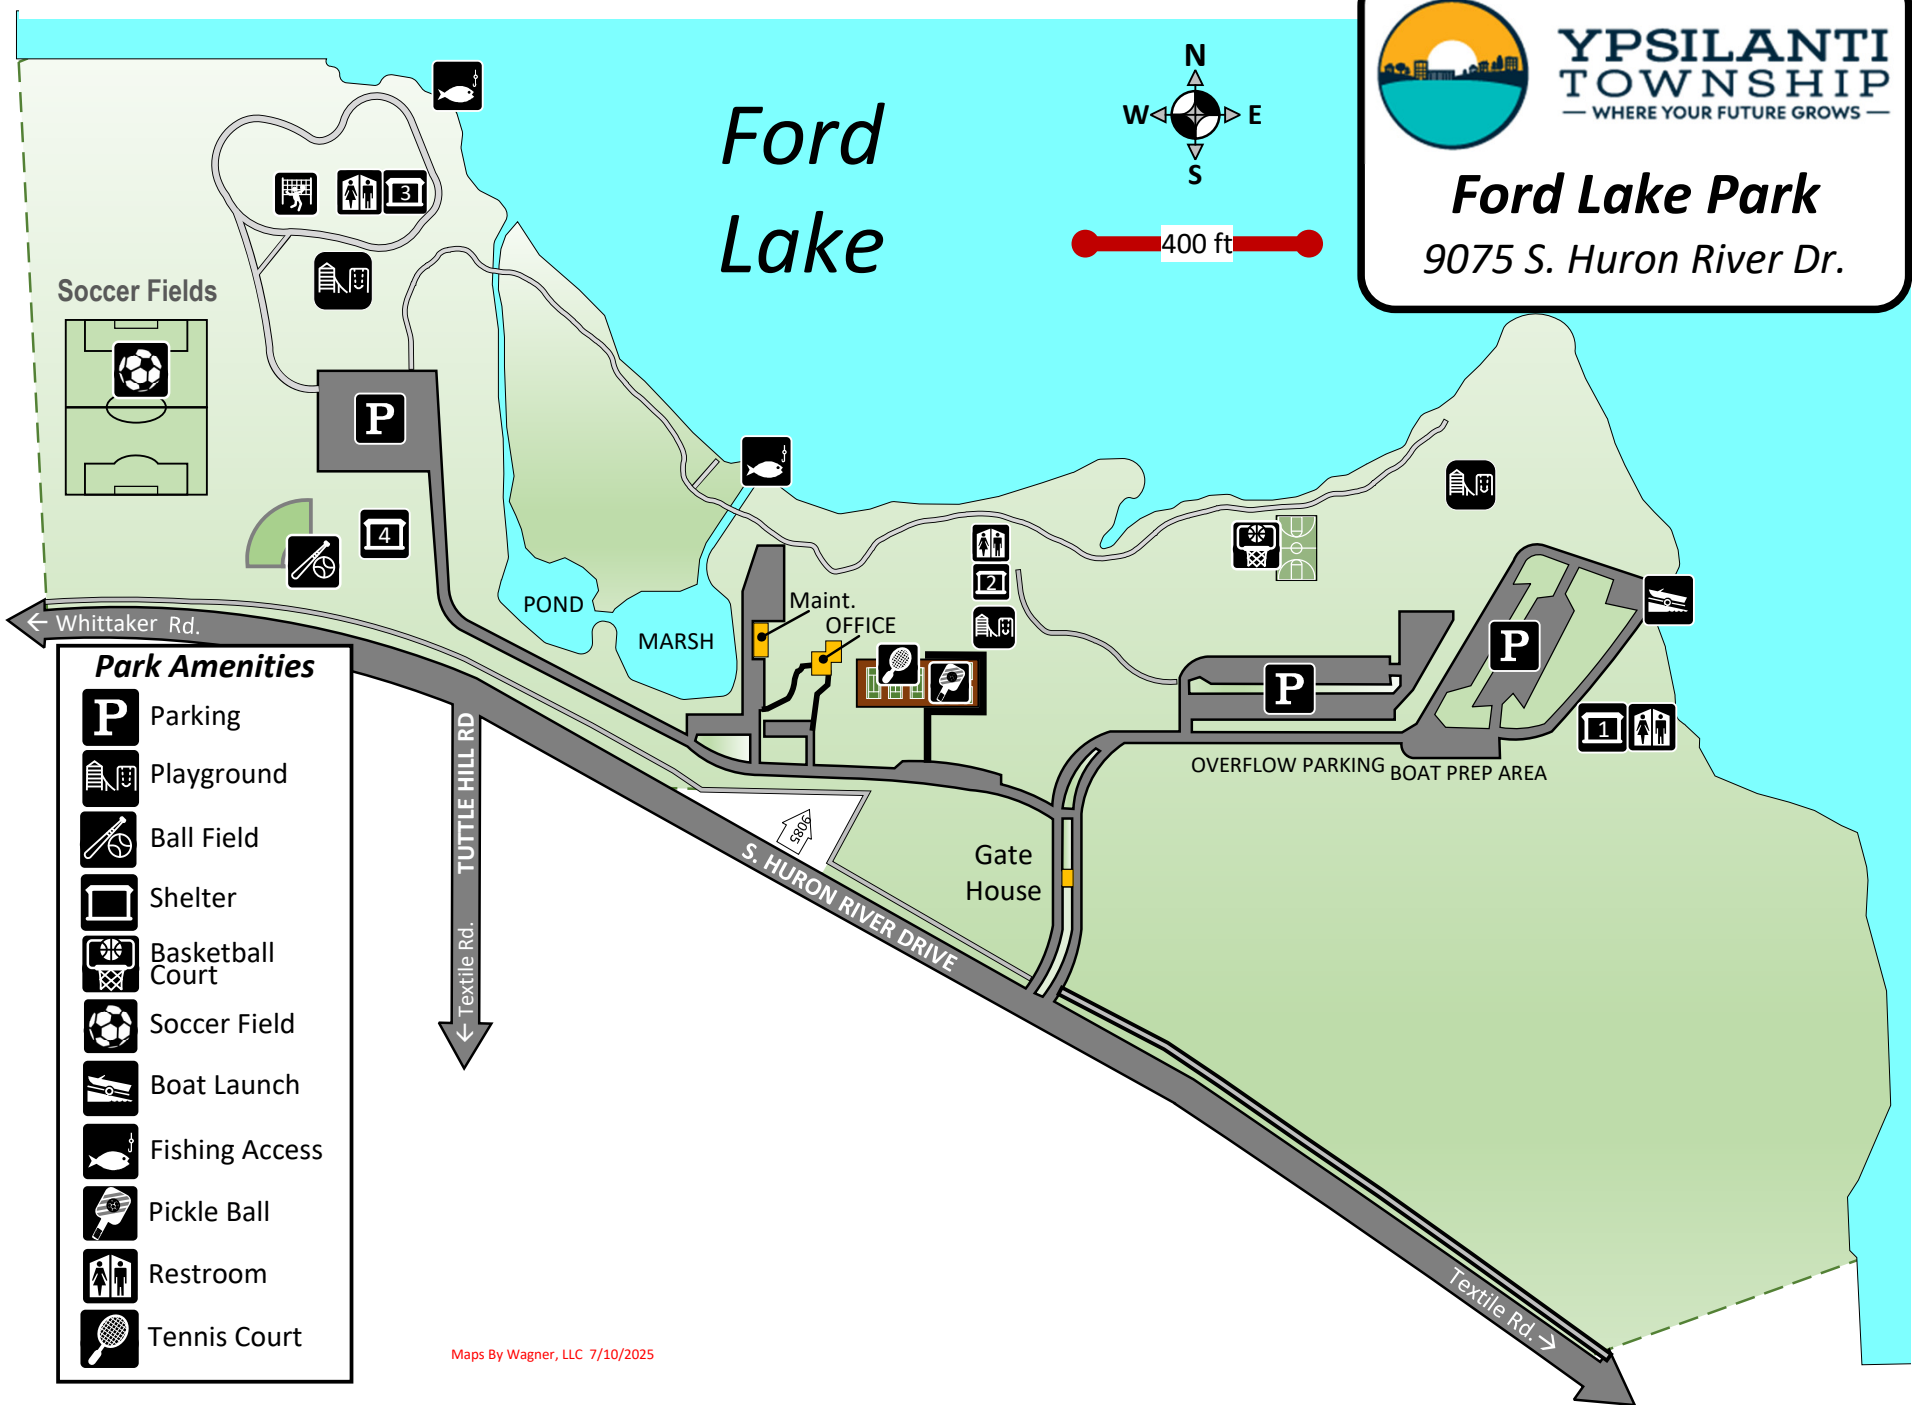 YPSILANTI
TOWNSHIP
WHERE YOUR FUTURE GROWS
Ford Lake Park
9075 S. Huron River Dr.
N
W E
S
400 ft
Ford
Lake
3
Soccer Fields
P
4
2
POND
MARSH
Maint.
OFFICE
P
P
1
OVERFLOW PARKING
BOAT PREP AREA
← Whittaker Rd.
TUTTLE HILL RD
← Textile Rd.
9085
S. HURON RIVER DRIVE
Gate
House
Textile Rd. →
Park Amenities
P Parking
Playground
Ball Field
Shelter
Basketball
Court
Soccer Field
Boat Launch
Fishing Access
Pickle Ball
Restroom
Tennis Court
Maps By Wagner, LLC 7/10/2025